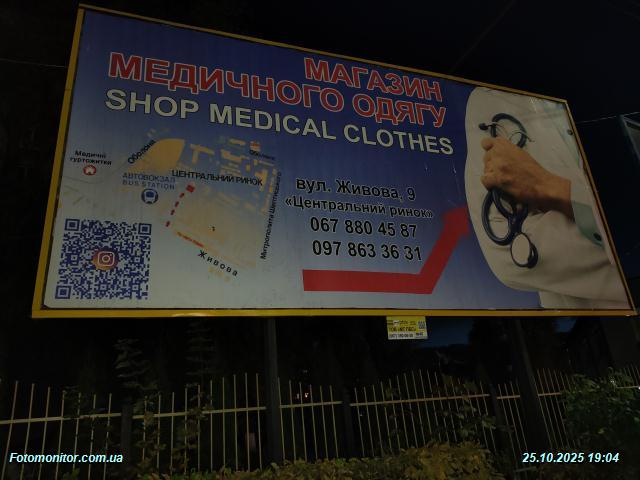 МАГАЗИН
МЕДИЧНОГО ОДЯГУ
SHOP MEDICAL CLOTHES
Медичні
гуртожитки
Оболоня
АВТОВОКЗАЛ
BUS STATION
ЦЕНТРАЛЬНИЙ РИНОК
Митрополита Шептицького
Живова
вул. Живова, 9
«Центральний ринок»
067 880 45 87
097 863 36 31
Fotomonitor.com.ua
25.10.2025 19:04